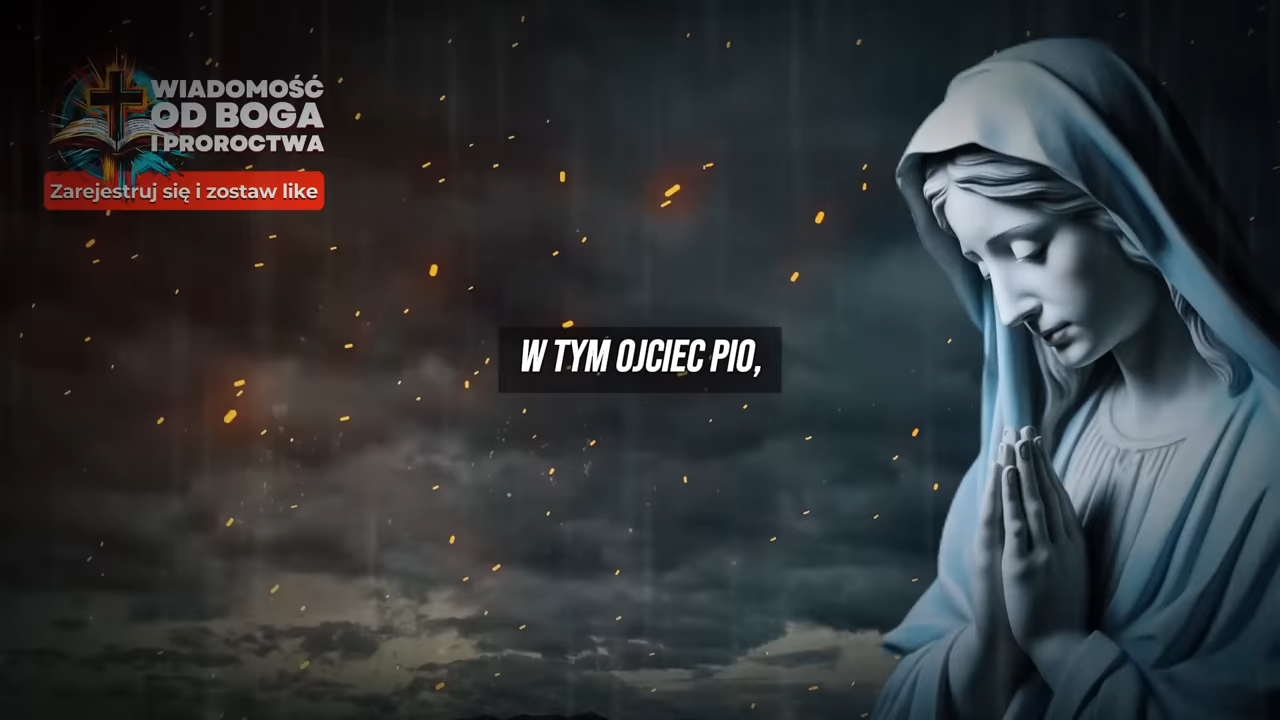 WIADOMOŚĆ
OD BOGA
I PROROCTWA
Zarejestruj się i zostaw like
W TYM OJCIEC PIO,